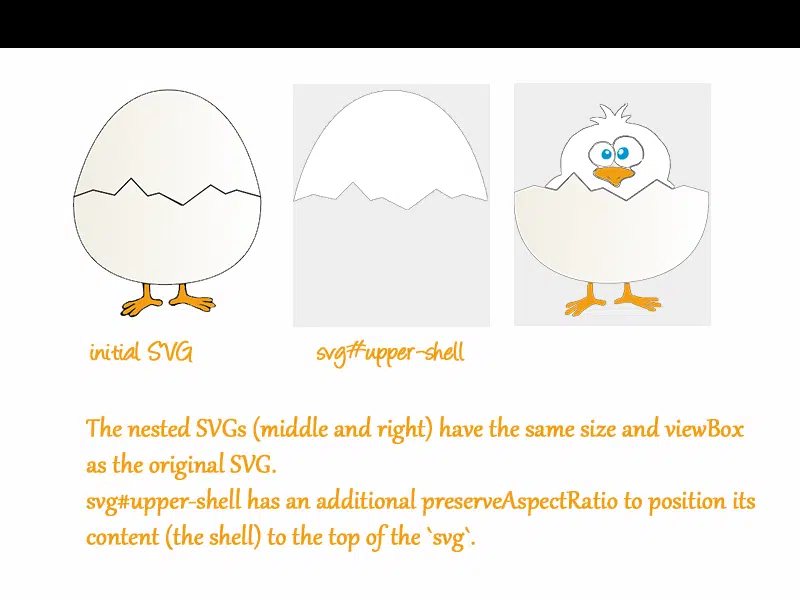 initial SVG
svg#upper-shell
The nested SVGs (middle and right) have the same size and viewBox
as the original SVG.
svg#upper-shell has an additional preserveAspectRatio to position its
content (the shell) to the top of the `svg`.